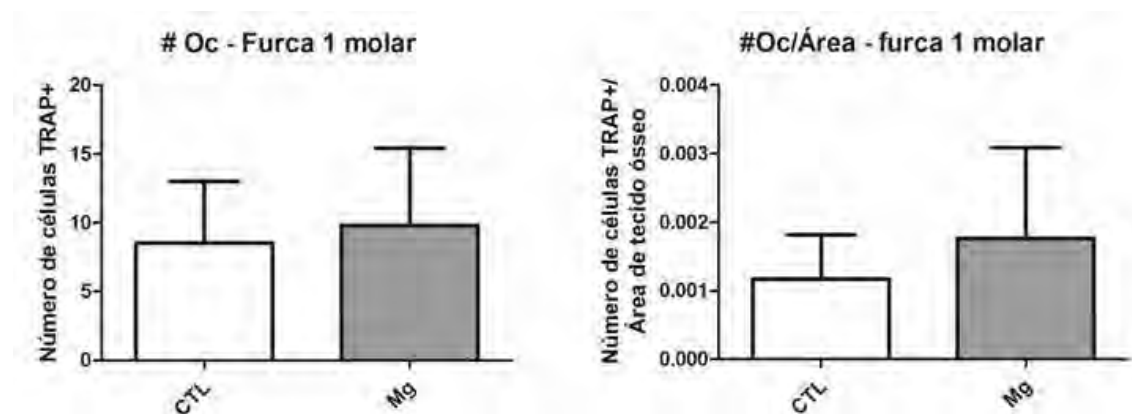 # Oc - Furca 1 molar
Número de células TRAP+
20
15
10
5
0
CTL
Mg
#Oc/Área - furca 1 molar
Número de células TRAP+/
Área de tecido ósseo
0.004
0.003
0.002
0.001
0.000
CTL
Mg